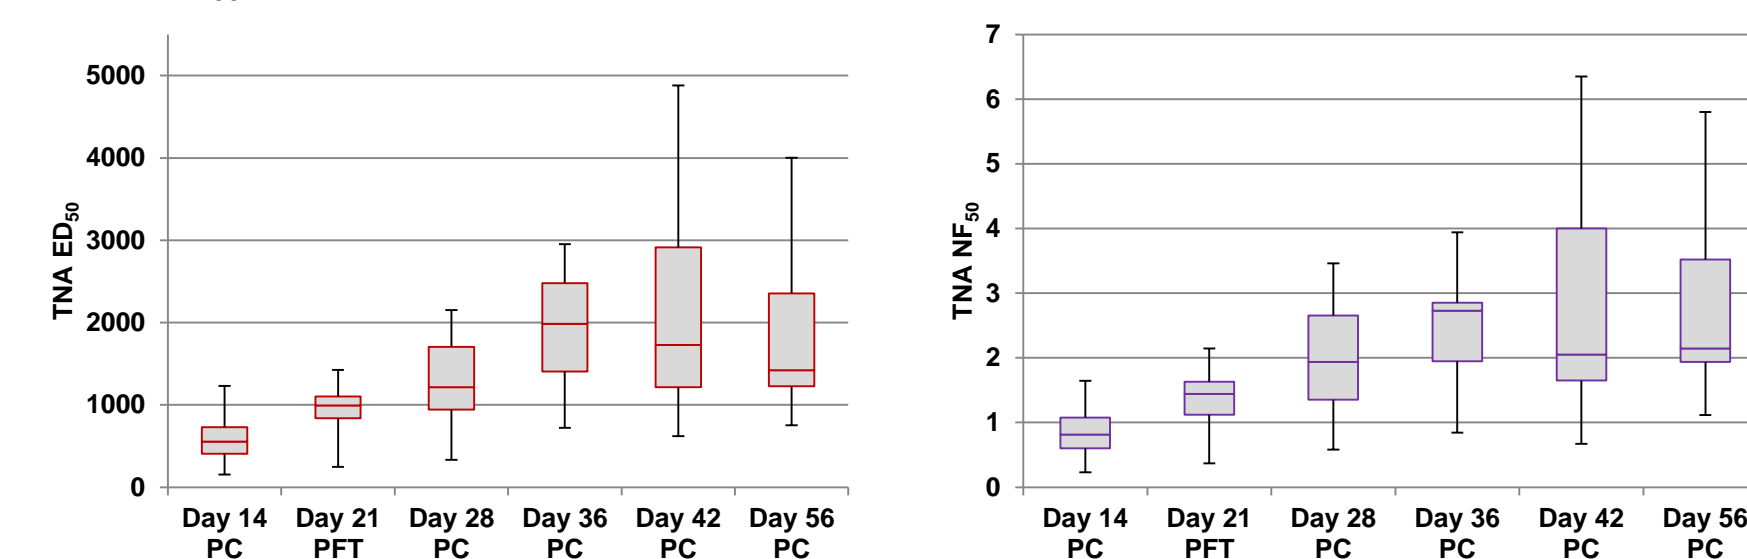 TNA ED50
5000
4000
3000
2000
1000
0
Day 14 Day 21 Day 28 Day 36 Day 42 Day 56
PC PFT PC PC PC PC
TNA NF50
7
6
5
4
3
2
1
0
Day 14 Day 21 Day 28 Day 36 Day 42 Day 56
PC PFT PC PC PC PC